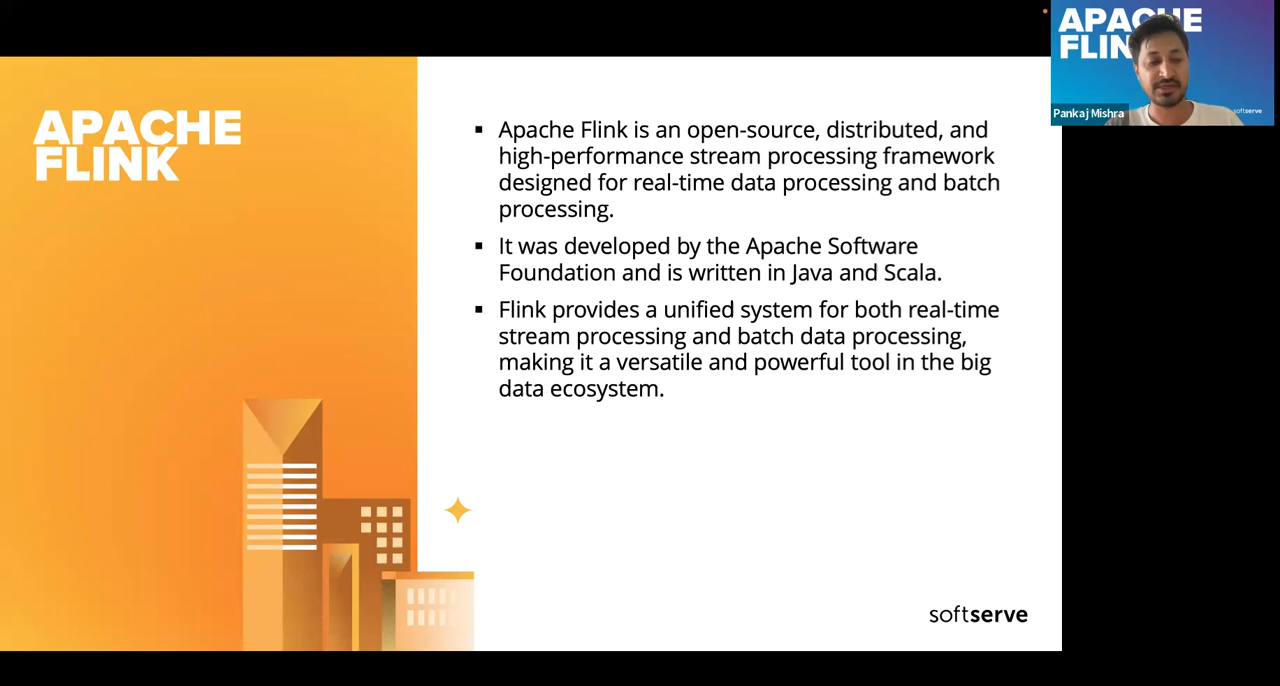 APACHE
FLINK
▪ Apache Flink is an open-source, distributed, and
high-performance stream processing framework
designed for real-time data processing and batch
processing.
▪ It was developed by the Apache Software
Foundation and is written in Java and Scala.
▪ Flink provides a unified system for both real-time
stream processing and batch data processing,
making it a versatile and powerful tool in the big
data ecosystem.
softserve
APACHE
FLIN
Pankaj Mishra
softserve